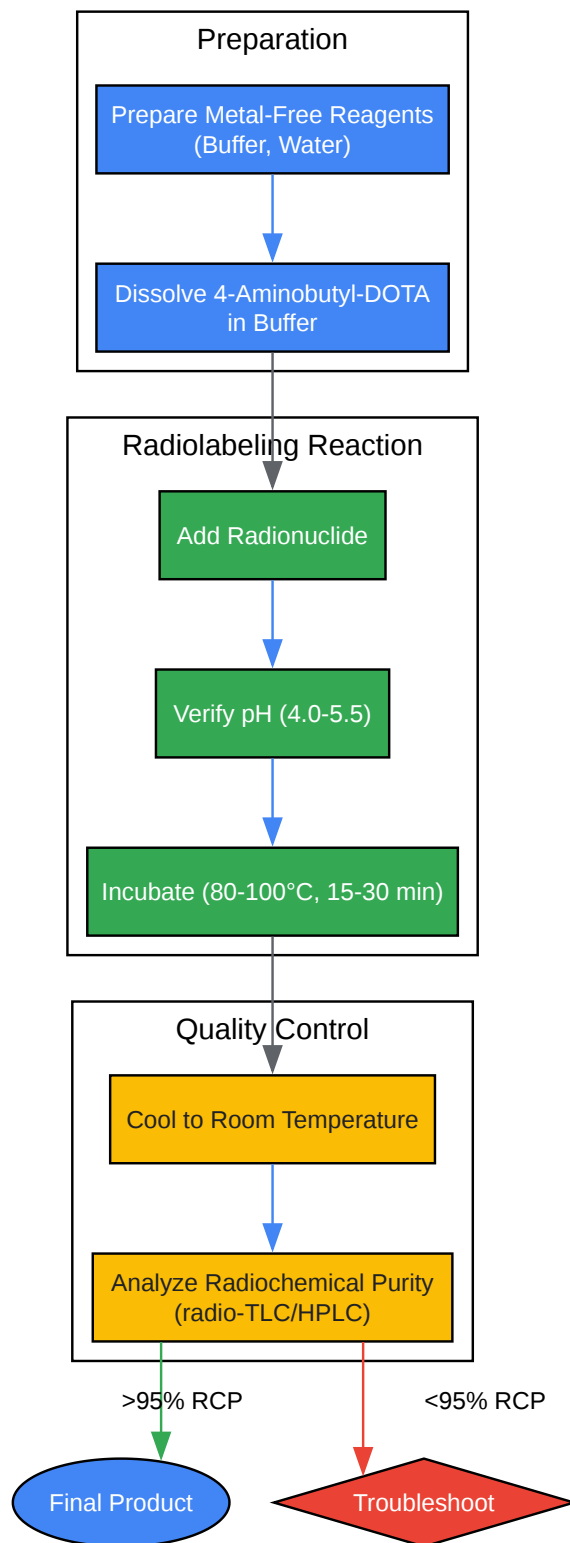 Preparation
Prepare Metal-Free Reagents
(Buffer, Water)
Dissolve 4-Aminobutyl-DOTA
in Buffer
Radiolabeling Reaction
Add Radionuclide
Verify pH (4.0-5.5)
Incubate (80-100°C, 15-30 min)
Quality Control
Cool to Room Temperature
Analyze Radiochemical Purity
(radio-TLC/HPLC)
>95% RCP
<95% RCP
Final Product
Troubleshoot